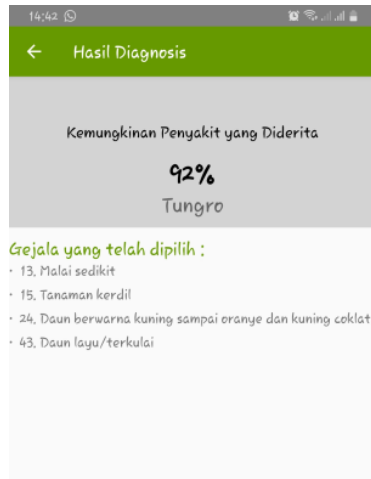 14:42
Hasil Diagnosis
Kemungkinan Penyakit yang Diderita
92%
Tungro
Gejala yang telah dipilih :
· 13. Malai sedikit
· 15. Tanaman kerdil
· 24. Daun berwarna kuning sampai oranye dan kuning coklat
· 43. Daun layu/terkulai